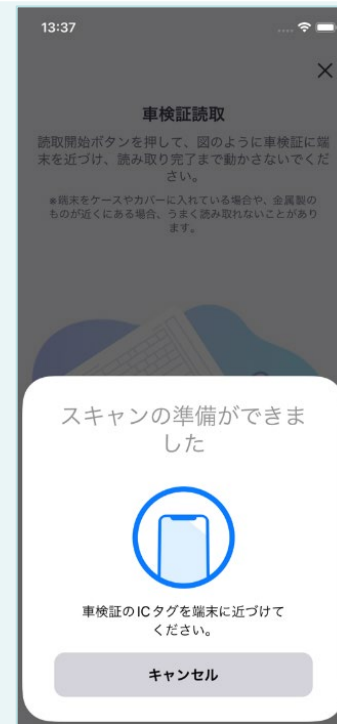 13:37
車検証読取
読取開始ボタンを押して、図のように車検証に端
末を近づけ、読み取り完了まで動かさないでくだ
さい。
※端末をケースやカバーに入れている場合や、金属製の
ものが近くにある場合、うまく読み取れないことがあり
ます。
スキャンの準備ができま
した
車検証のICタグを端末に近づけて
ください。
キャンセル